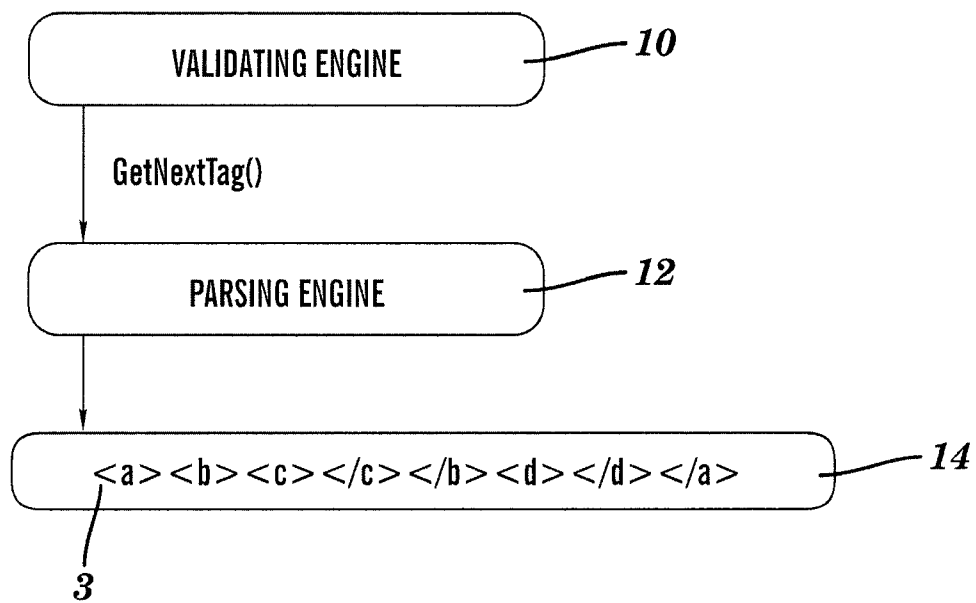 VALIDATING ENGINE
10
GetNextTag()
PARSING ENGINE
12
<a><b><c></c></b><d></d></a>
14
3